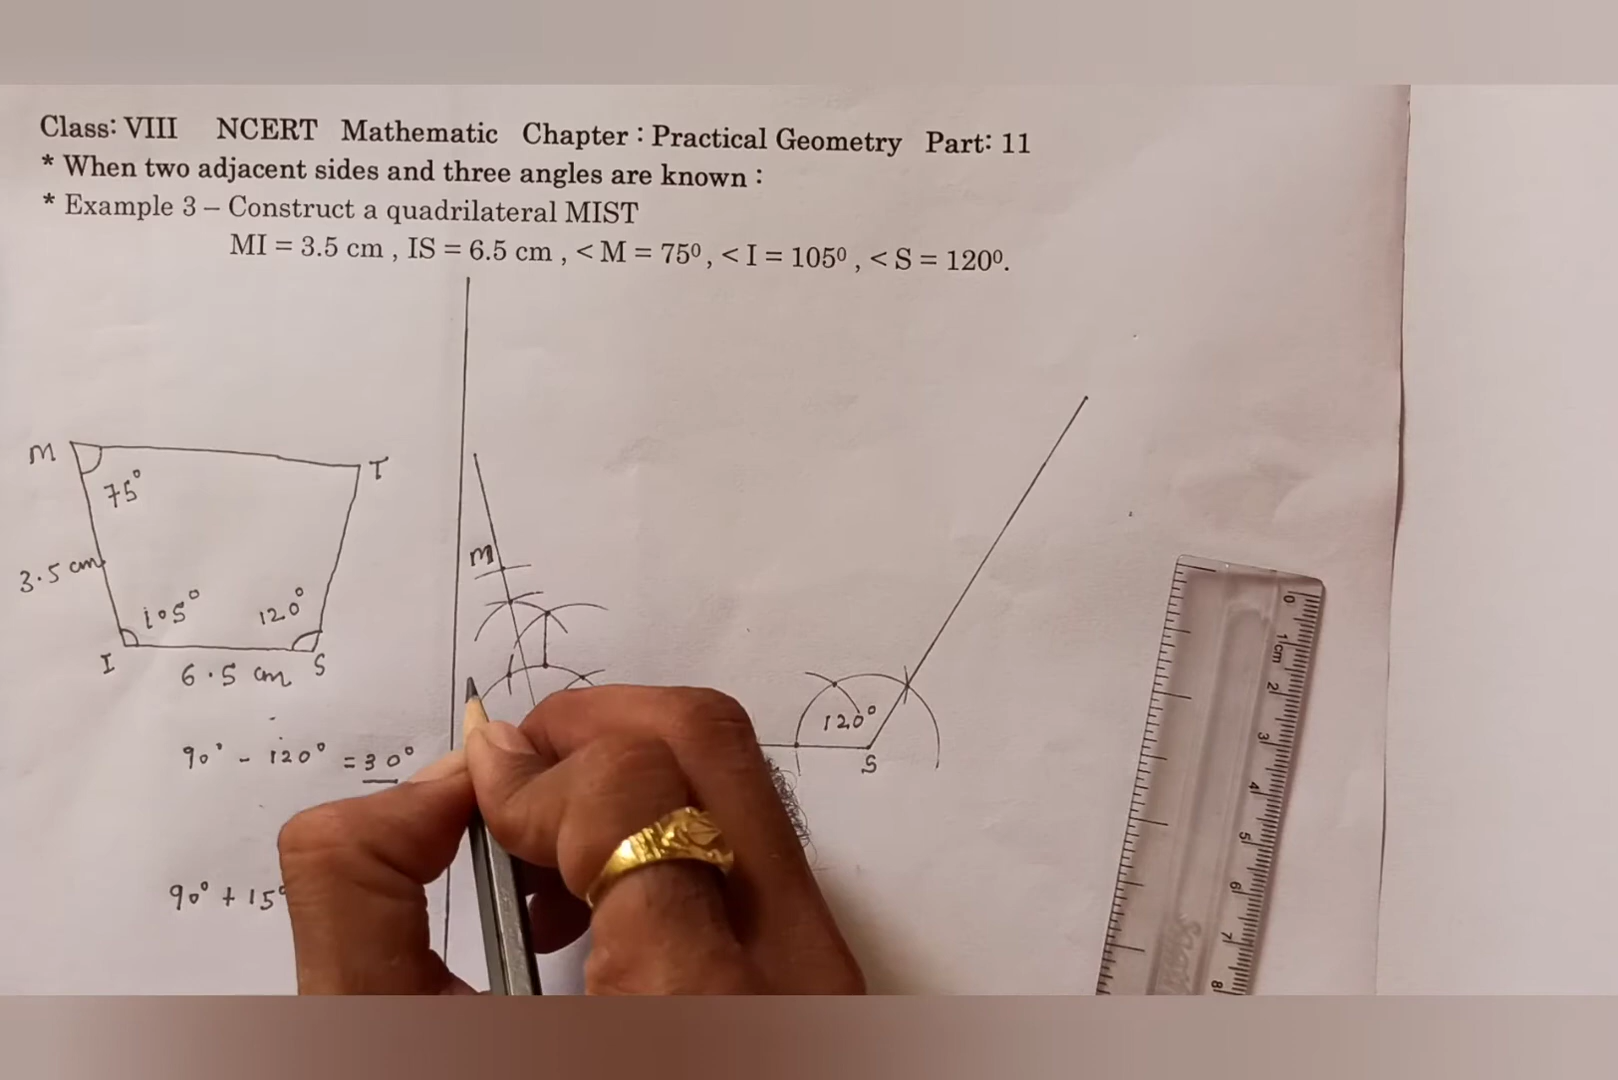 Class: VIII NCERT Mathematic Chapter : Practical Geometry Part: 11
* When two adjacent sides and three angles are known :
* Example 3 – Construct a quadrilateral MIST
MI = 3.5 cm , IS = 6.5 cm , < M = 75⁰ , < I = 105⁰ , < S = 120⁰.
M
T
75°
3.5 cm
105°
120°
I
6.5 cm
S
M
120°
S
90° - 120° = 30°
90° + 15°
0
1 cm
2
3
4
5
6
7
8